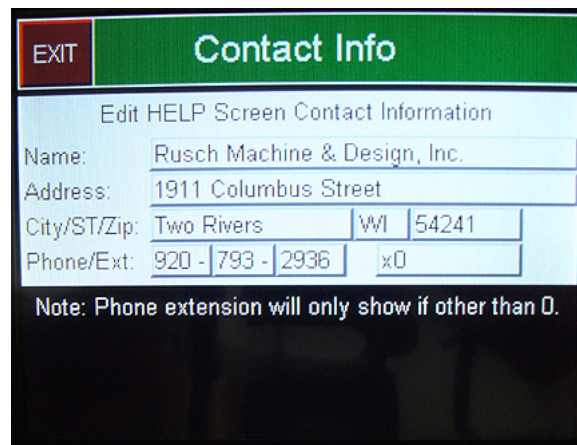 EXIT
Contact Info
Edit HELP Screen Contact Information
Name: Rusch Machine & Design, Inc.
Address: 1911 Columbus Street
City/ST/Zip: Two Rivers WI 54241
Phone/Ext: 920 - 793 - 2936 x0
Note: Phone extension will only show if other than 0.